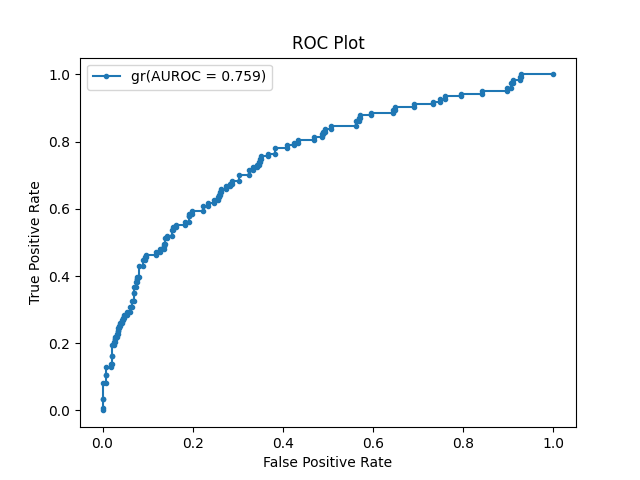 ROC Plot
gr(AUROC = 0.759)
1.0
0.8
0.6
0.4
0.2
0.0
True Positive Rate
0.0 0.2 0.4 0.6 0.8 1.0
False Positive Rate